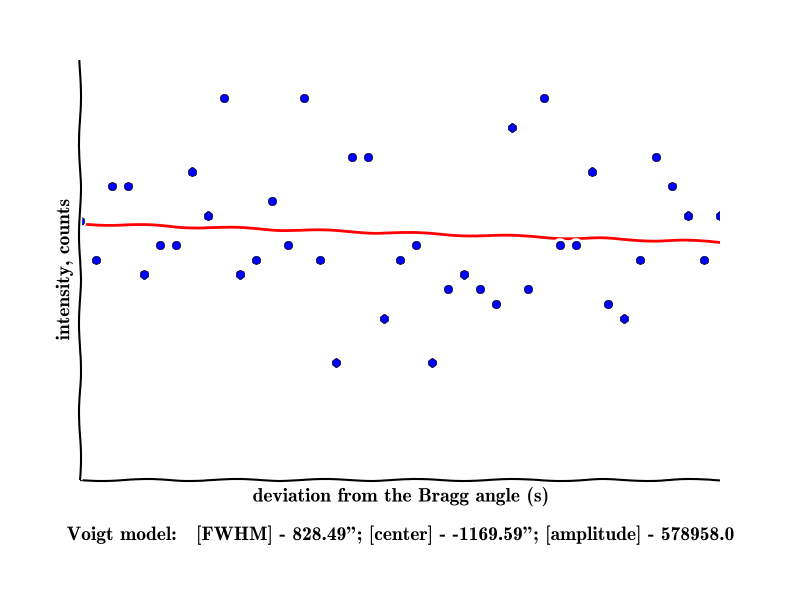 intensity, counts
deviation from the Bragg angle (s)
Voigt model: [FWHM] - 828.49”; [center] - -1169.59”; [amplitude] - 578958.0